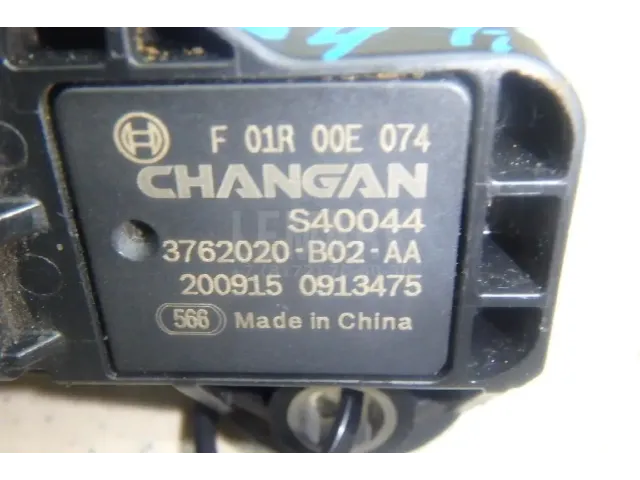 F 01R 00E 074
CHANGAN
S40044
3762020-B02-AA
200915 0913475
566 Made in China